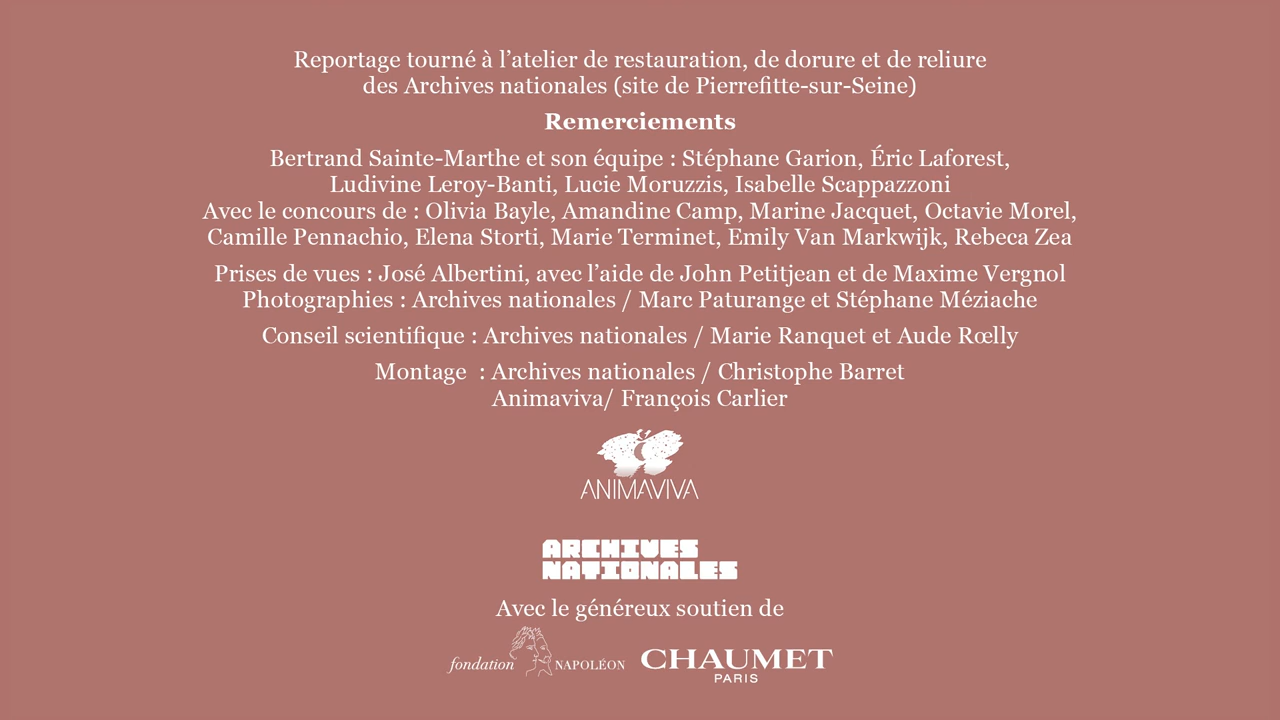 Reportage tourné à l’atelier de restauration, de dorure et de reliure
des Archives nationales (site de Pierrefitte-sur-Seine)
Remerciements
Bertrand Sainte-Marthe et son équipe : Stéphane Garion, Éric Laforest,
Ludivine Leroy-Banti, Lucie Moruzzis, Isabelle Scappazzoni
Avec le concours de : Olivia Bayle, Amandine Camp, Marine Jacquet, Octavie Morel,
Camille Pennachio, Elena Storti, Marie Terminet, Emily Van Markwijk, Rebeca Zea
Prises de vues : José Albertini, avec l’aide de John Petitjean et de Maxime Vergnol
Photographies : Archives nationales / Marc Paturange et Stéphane Méziache
Conseil scientifique : Archives nationales / Marie Ranquet et Aude Rœlly
Montage  : Archives nationales / Christophe Barret
Animaviva/ François Carlier
ANIMAVIVA
ARCHIVES
NATIONALES
Avec le généreux soutien de
fondation NAPOLÉON CHAUMET
PARIS